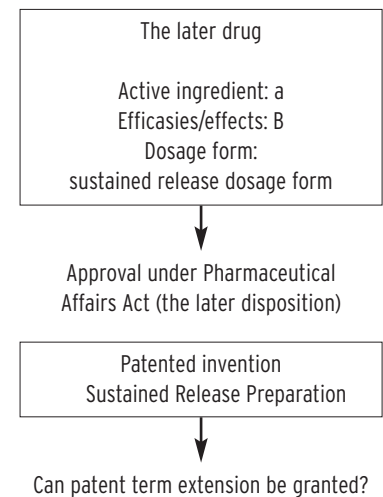 The later drug
Active ingredient: a
Efficasies/effects: B
Dosage form:
sustained release dosage form
Approval under Pharmaceutical
Affairs Act (the later disposition)
Patented invention
Sustained Release Preparation
Can patent term extension be granted?